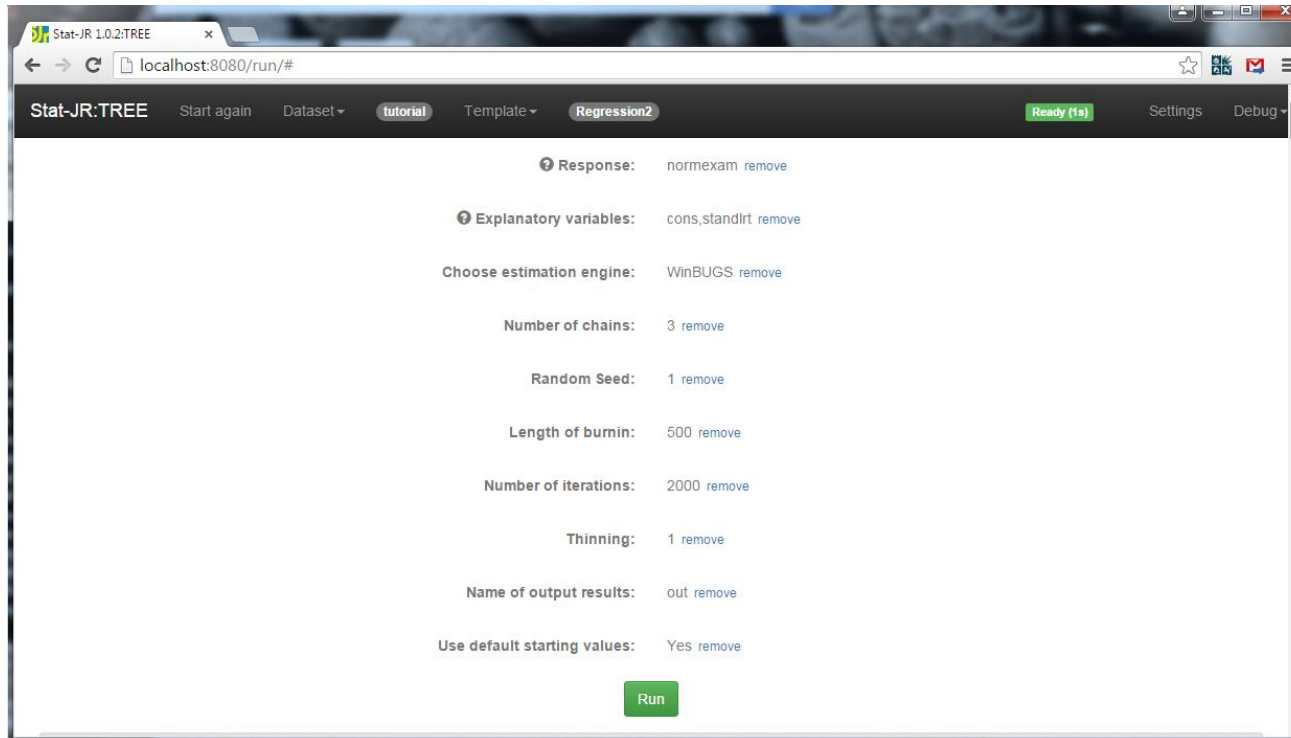 Stat-JR 1.0.2:TREE
localhost:8080/run/#
Stat-JR:TREE Start again Dataset tutorial Template Regression2 Ready (1s) Settings Debug
Response: normexam remove
Explanatory variables: cons,standlrt remove
Choose estimation engine: WinBUGS remove
Number of chains: 3 remove
Random Seed: 1 remove
Length of burnin: 500 remove
Number of iterations: 2000 remove
Thinning: 1 remove
Name of output results: out remove
Use default starting values: Yes remove
Run